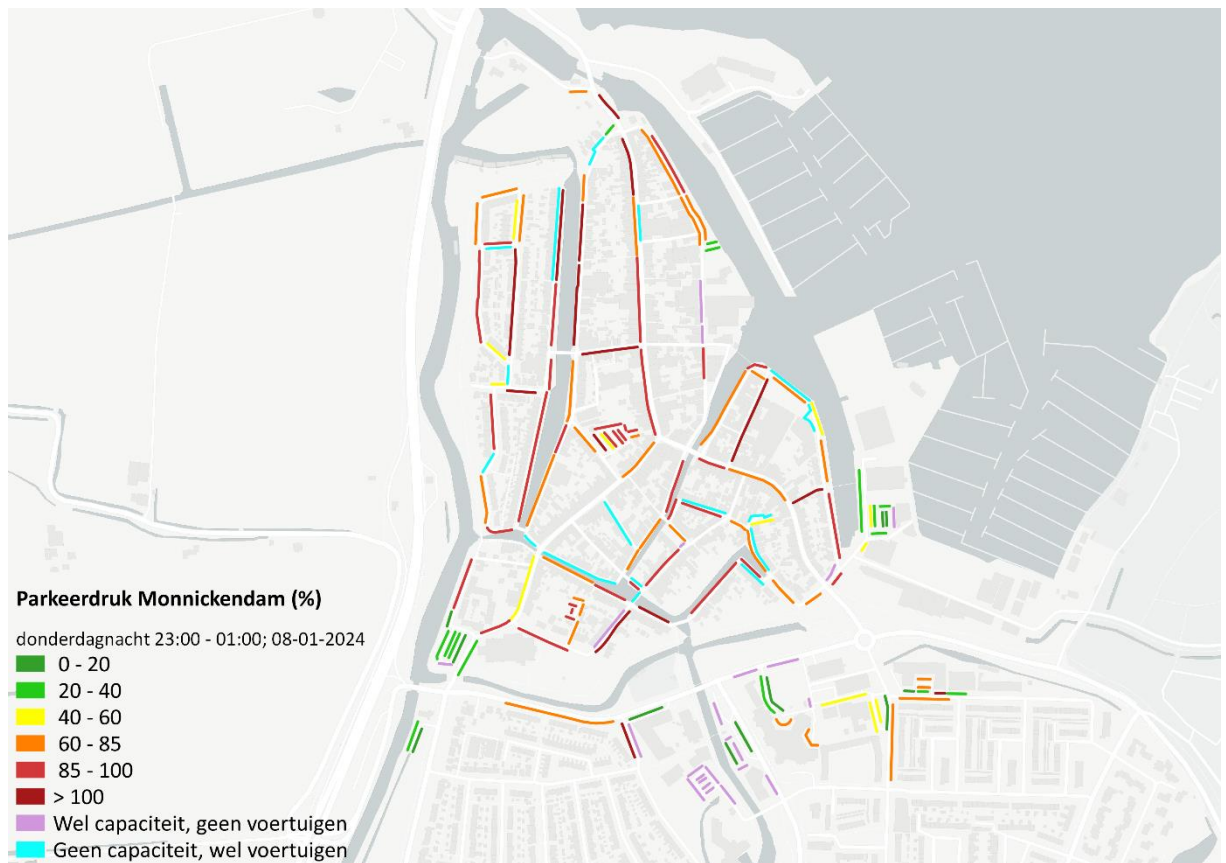 Parkeerdruk Monnickendam (%)
donderdagnacht 23:00 - 01:00; 08-01-2024
0 - 20
20 - 40
40 - 60
60 - 85
85 - 100
> 100
Wel capaciteit, geen voertuigen
Geen capaciteit, wel voertuigen